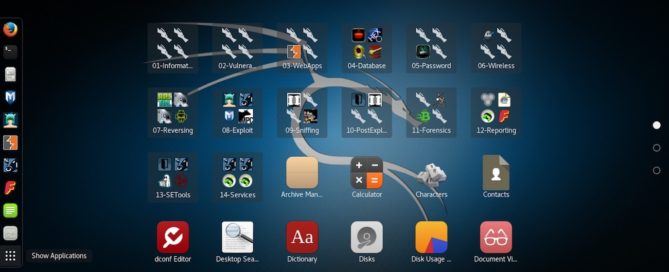 01-Informat...
02-Vulnera...
03-WebApps
04-Database
05-Password
06-Wireless
07-Reversing
08-Exploit
09-Sniffing
10-PostExpl...
11-Forensics
12-Reporting
13-SETools
14-Services
Archive Man...
Calculator
Characters
Contacts
dconf Editor
Desktop Sea...
Aa
Dictionary
Disks
Disk Usage ...
Document Vi...
Show Applications